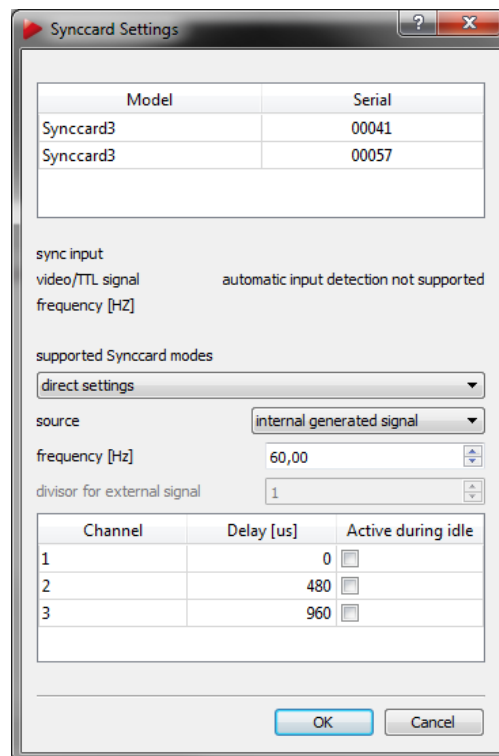 Synccard Settings
?
Model Serial
Synccard3 00041
Synccard3 00057
sync input
video/TTL signal automatic input detection not supported
frequency [HZ]
supported Synccard modes
direct settings
source internal generated signal
frequency [Hz] 60,00
divisor for external signal 1
Channel Delay [us] Active during idle
1 0
2 480
3 960
OK Cancel